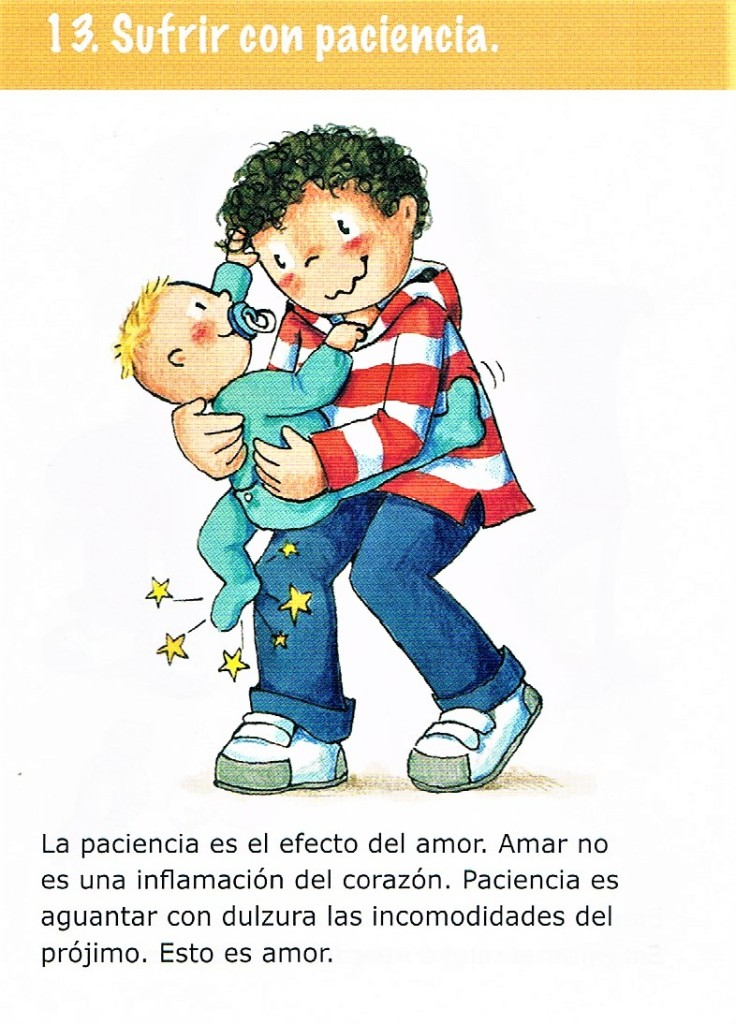 13. Sufrir con paciencia.
La paciencia es el efecto del amor. Amar no
es una inflamación del corazón. Paciencia es
aguantar con dulzura las incomodidades del
prójimo. Esto es amor.